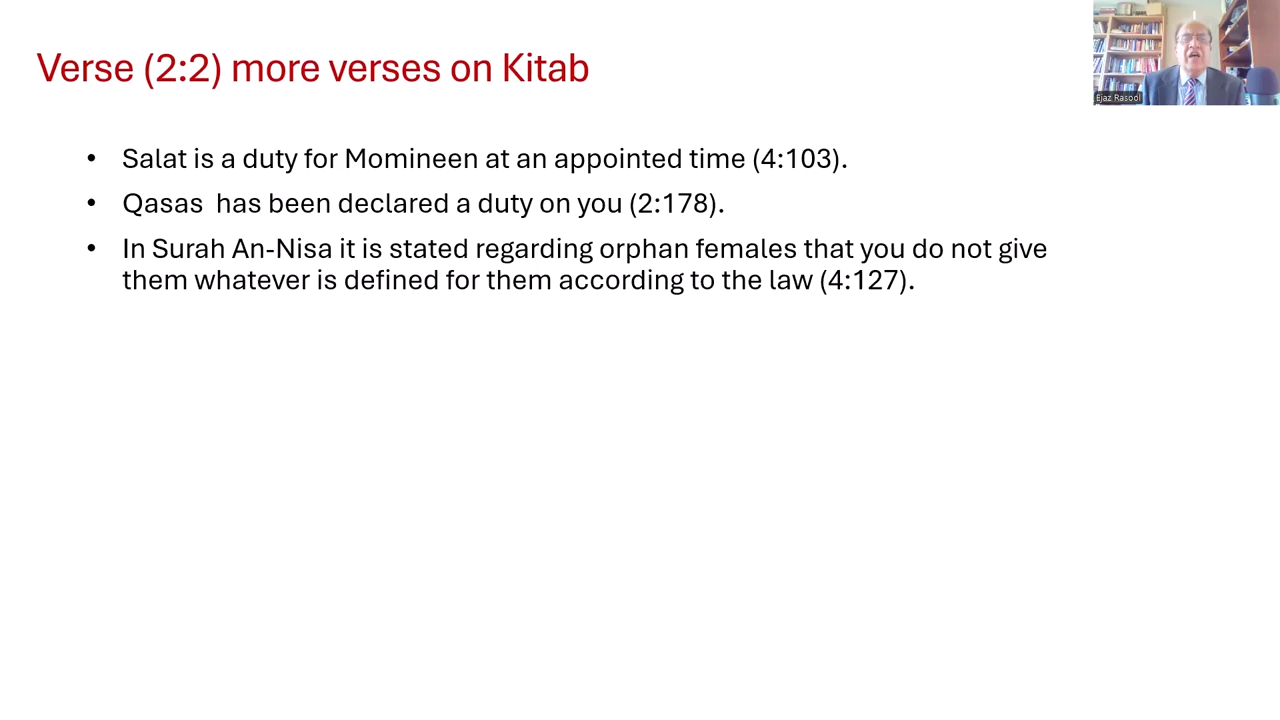 Verse (2:2) more verses on Kitab
Ejaz Rasool
• Salat is a duty for Momineen at an appointed time (4:103).
• Qasas  has been declared a duty on you (2:178).
• In Surah An-Nisa it is stated regarding orphan females that you do not give
them whatever is defined for them according to the law (4:127).